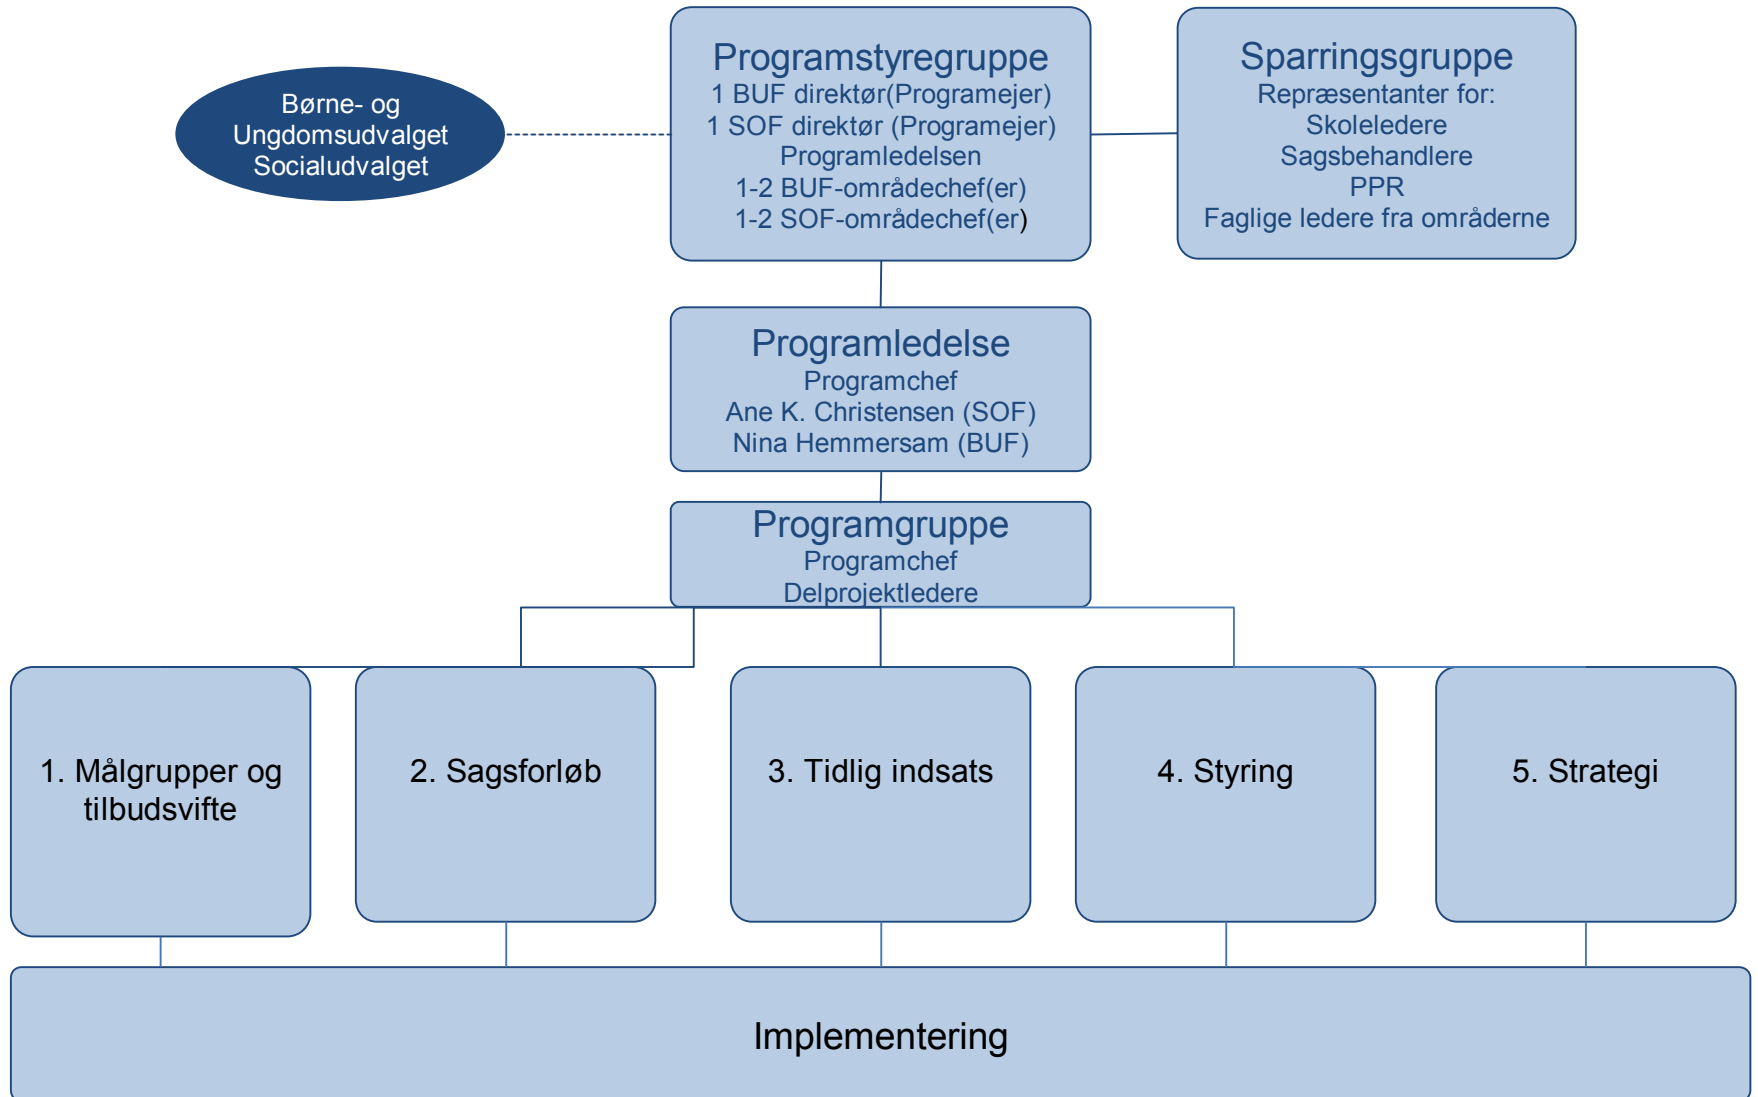 Børne- og
Ungdomsudvalget
Socialudvalget
Programstyregruppe
1 BUF direktør(Programejer)
1 SOF direktør (Programejer)
Programledelsen
1-2 BUF-områdechef(er)
1-2 SOF-områdechef(er)
Sparringsgruppe
Repræsentanter for:
Skoleledere
Sagsbehandlere
PPR
Faglige ledere fra områderne
Programledelse
Programchef
Ane K. Christensen (SOF)
Nina Hemmersam (BUF)
Programgruppe
Programchef
Delprojektledere
1. Målgrupper og
tilbudsvifte
2. Sagsforløb
3. Tidlig indsats
4. Styring
5. Strategi
Implementering